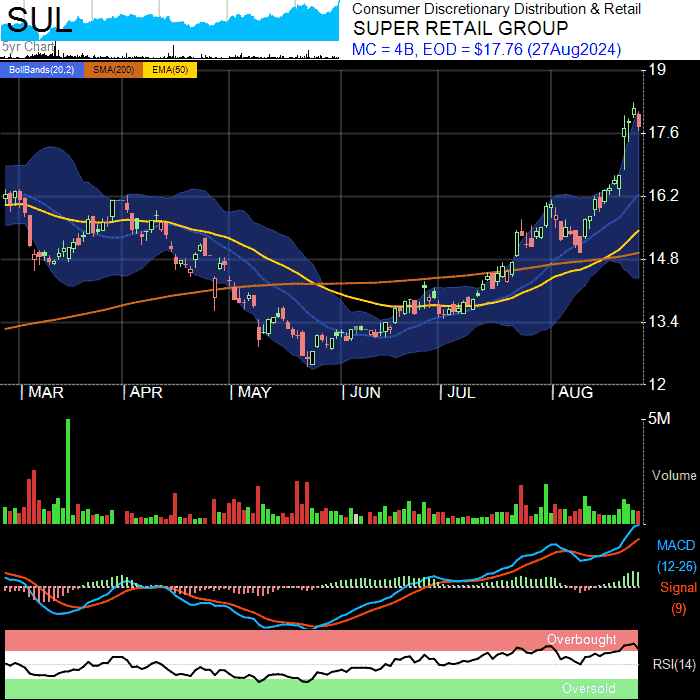 SUL
5yr Chart
Consumer Discretionary Distribution & Retail
SUPER RETAIL GROUP
MC = 4B, EOD = $17.76 (27Aug2024)
BollBands(20,2) SMA(200) EMA(50)
19
17.6
16.2
14.8
13.4
12
MAR APR MAY JUN JUL AUG
5M
Volume
MACD
(12-26)
Signal
(9)
Overbought
RSI(14)
Oversold